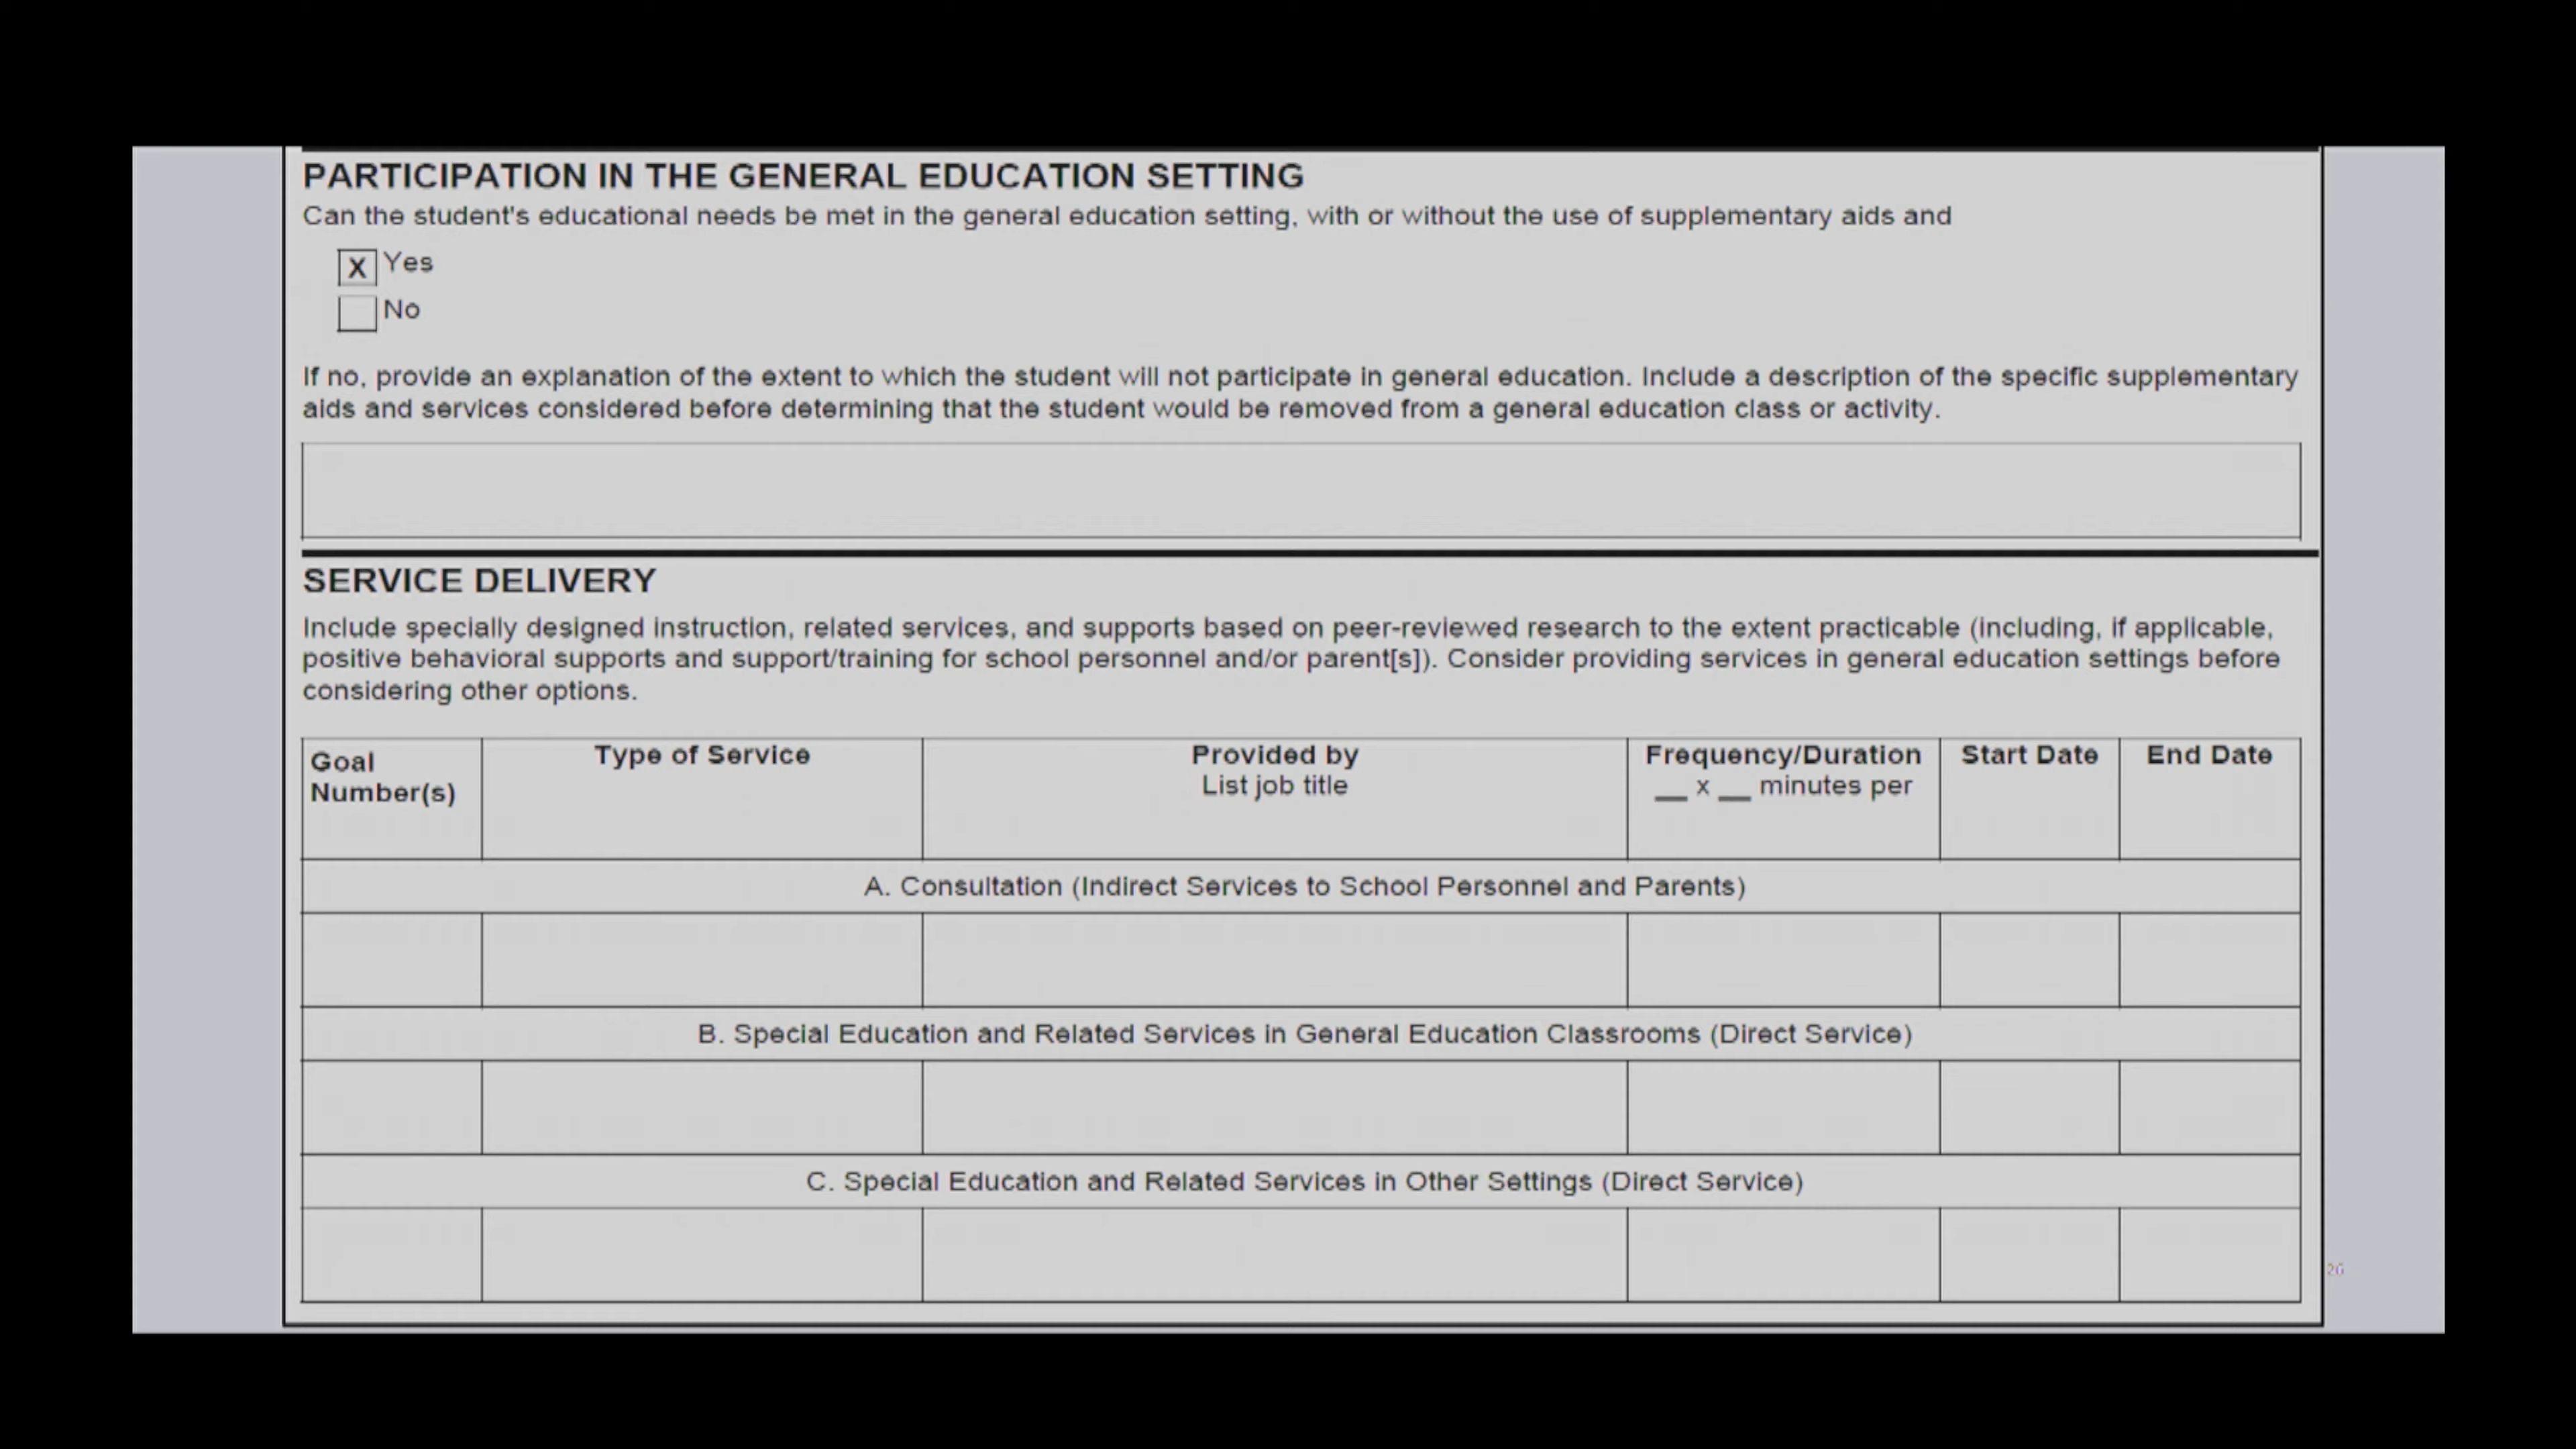 PARTICIPATION IN THE GENERAL EDUCATION SETTING
Can the student's educational needs be met in the general education setting, with or without the use of supplementary aids and
X Yes
No
If no, provide an explanation of the extent to which the student will not participate in general education. Include a description of the specific supplementary
aids and services considered before determining that the student would be removed from a general education class or activity.
SERVICE DELIVERY
Include specially designed instruction, related services, and supports based on peer-reviewed research to the extent practicable (including, if applicable,
positive behavioral supports and support/training for school personnel and/or parent[s]). Consider providing services in general education settings before
considering other options.
Goal
Number(s)
Type of Service
Provided by
List job title
Frequency/Duration
__ x __ minutes per
Start Date
End Date
A. Consultation (Indirect Services to School Personnel and Parents)
B. Special Education and Related Services in General Education Classrooms (Direct Service)
C. Special Education and Related Services in Other Settings (Direct Service)
26